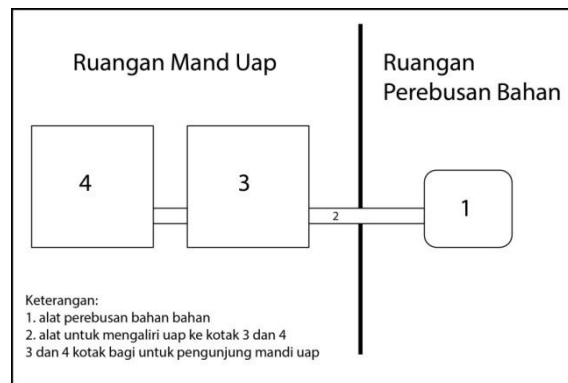 Ruangan Mand Uap
Ruangan
Perebusan Bahan
4
3
2
1
Keterangan:
1. alat perebusan bahan bahan
2. alat untuk mengaliri uap ke kotak 3 dan 4
3 dan 4 kotak bagi untuk pengunjung mandi uap